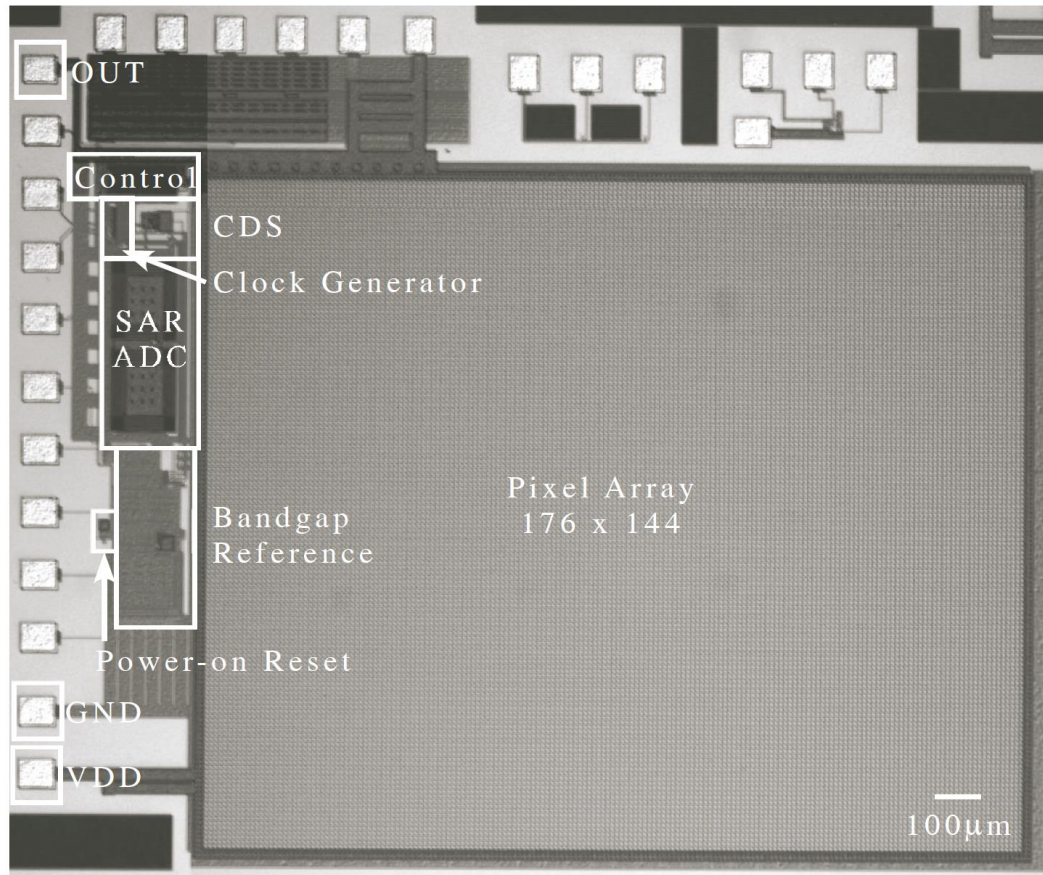 OUT
Control
CDS
Clock Generator
SAR
ADC
Pixel Array
176 x 144
Bandgap
Reference
Power-on Reset
GND
VDD
100μm